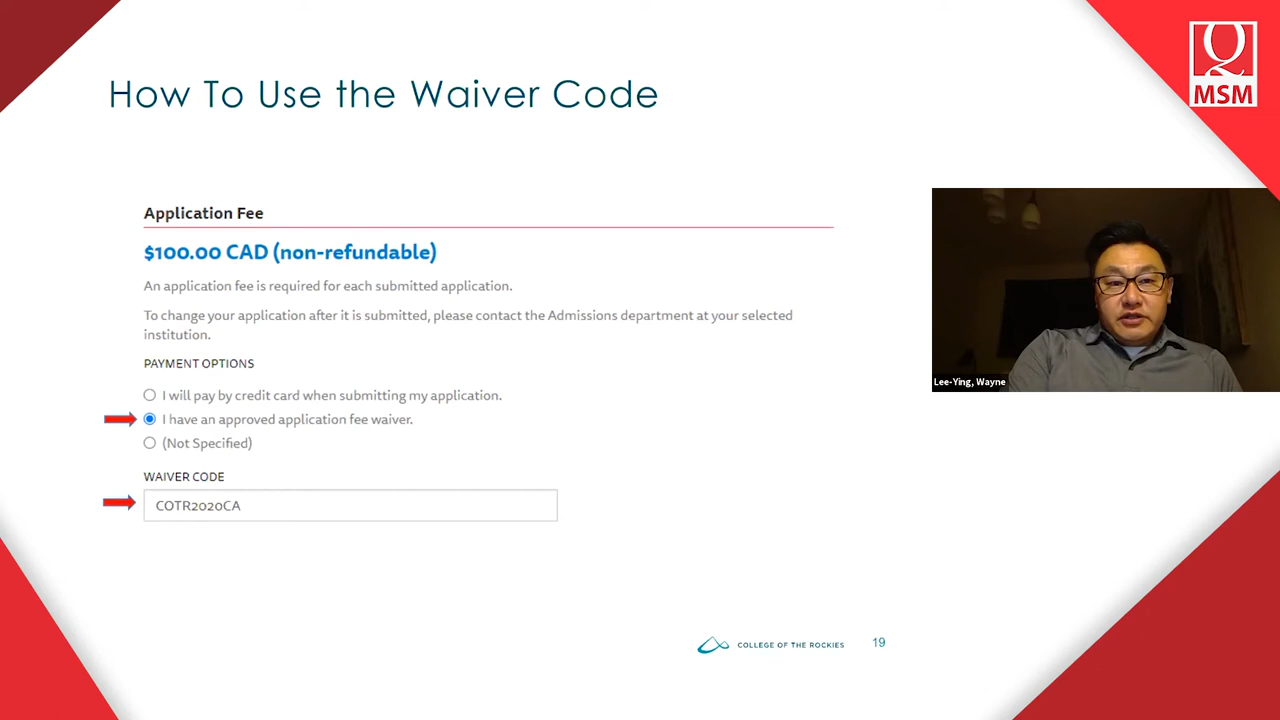 How To Use the Waiver Code
MSM
Application Fee
$100.00 CAD (non-refundable)
An application fee is required for each submitted application.
To change your application after it is submitted, please contact the Admissions department at your selected
institution.
PAYMENT OPTIONS
I will pay by credit card when submitting my application.
I have an approved application fee waiver.
(Not Specified)
WAIVER CODE
COTR2020CA
Lee-Ying, Wayne
COLLEGE OF THE ROCKIES
19